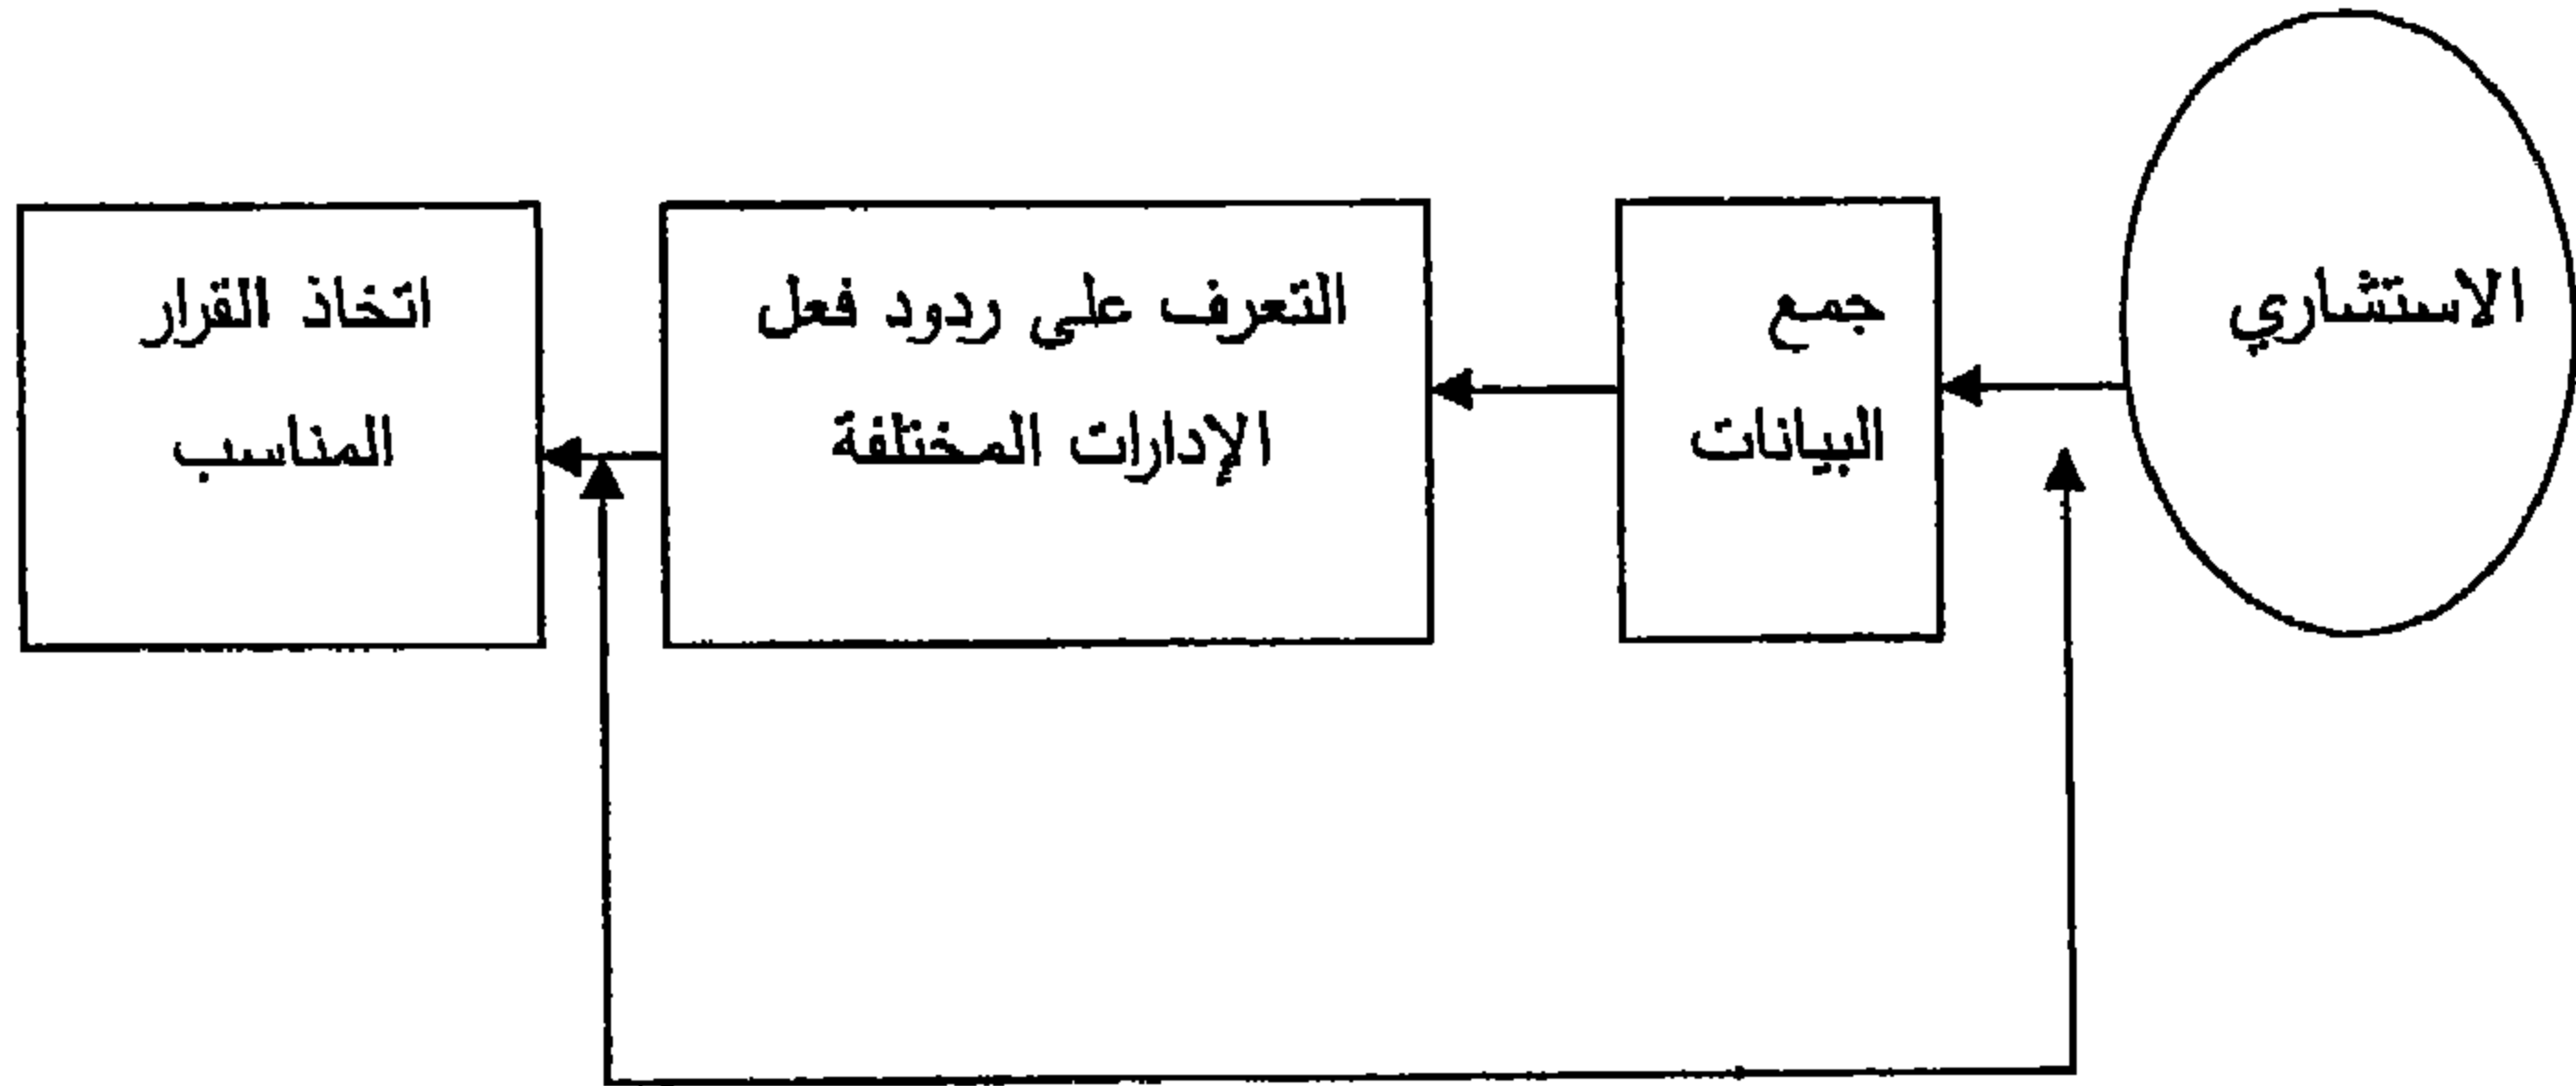 الاستشاري
جمع
البيانات
التعرف على ردود فعل
الإدارات المختلفة
اتخاذ القرار
المناسب